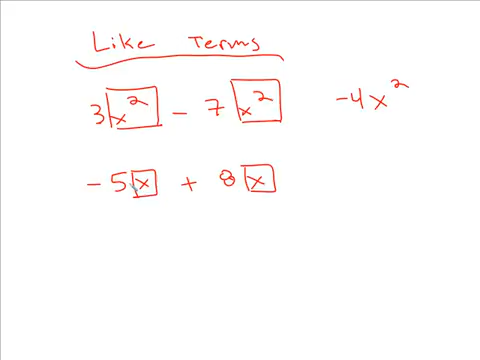 Like Terms
3x² - 7x² -4x²
- 5x + 8x